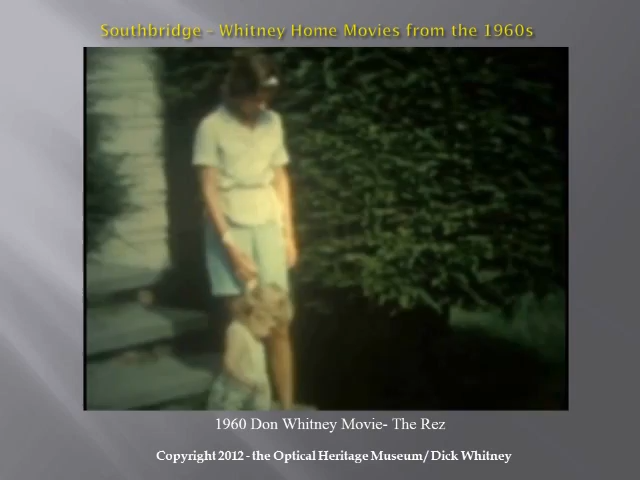 Southbridge - Whitney Home Movies from the 1960s
1960 Don Whitney Movie- The Rez
Copyright 2012 - the Optical Heritage Museum/ Dick Whitney